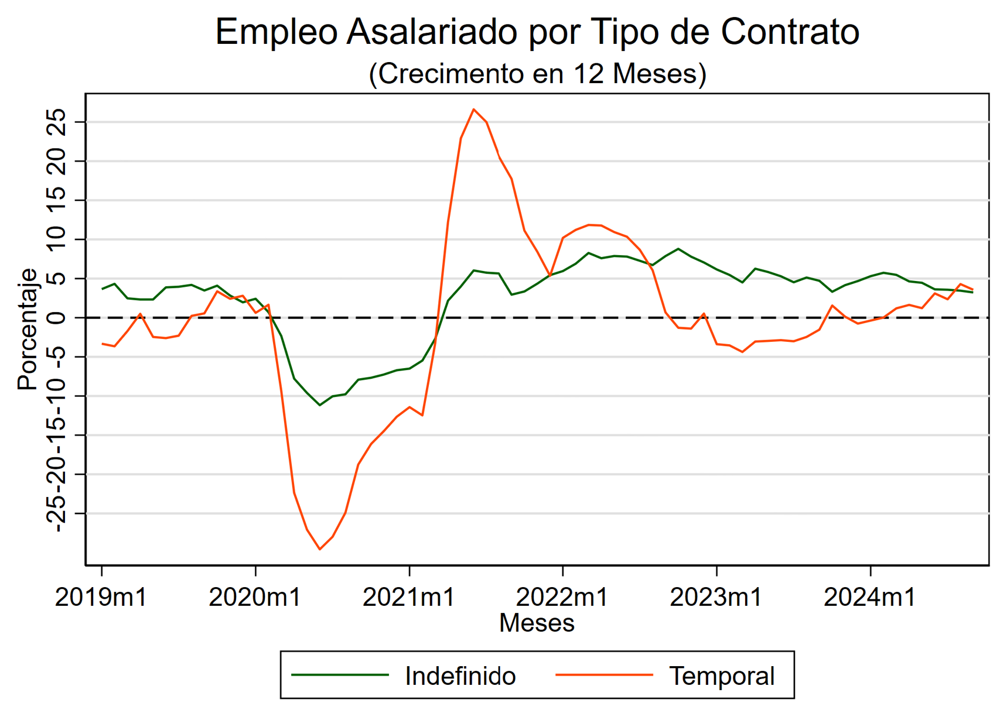 Empleo Asalariado por Tipo de Contrato
(Crecimento en 12 Meses)
Porcentaje
25
20
15
10
5
0
-5
-10
-15
-20
-25
2019m1 2020m1 2021m1 2022m1 2023m1 2024m1
Meses
Indefinido Temporal